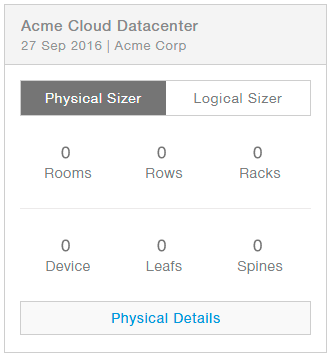 Acme Cloud Datacenter
27 Sep 2016 | Acme Corp
Physical Sizer Logical Sizer
0 0 0
Rooms Rows Racks
0 0 0
Device Leafs Spines
Physical Details